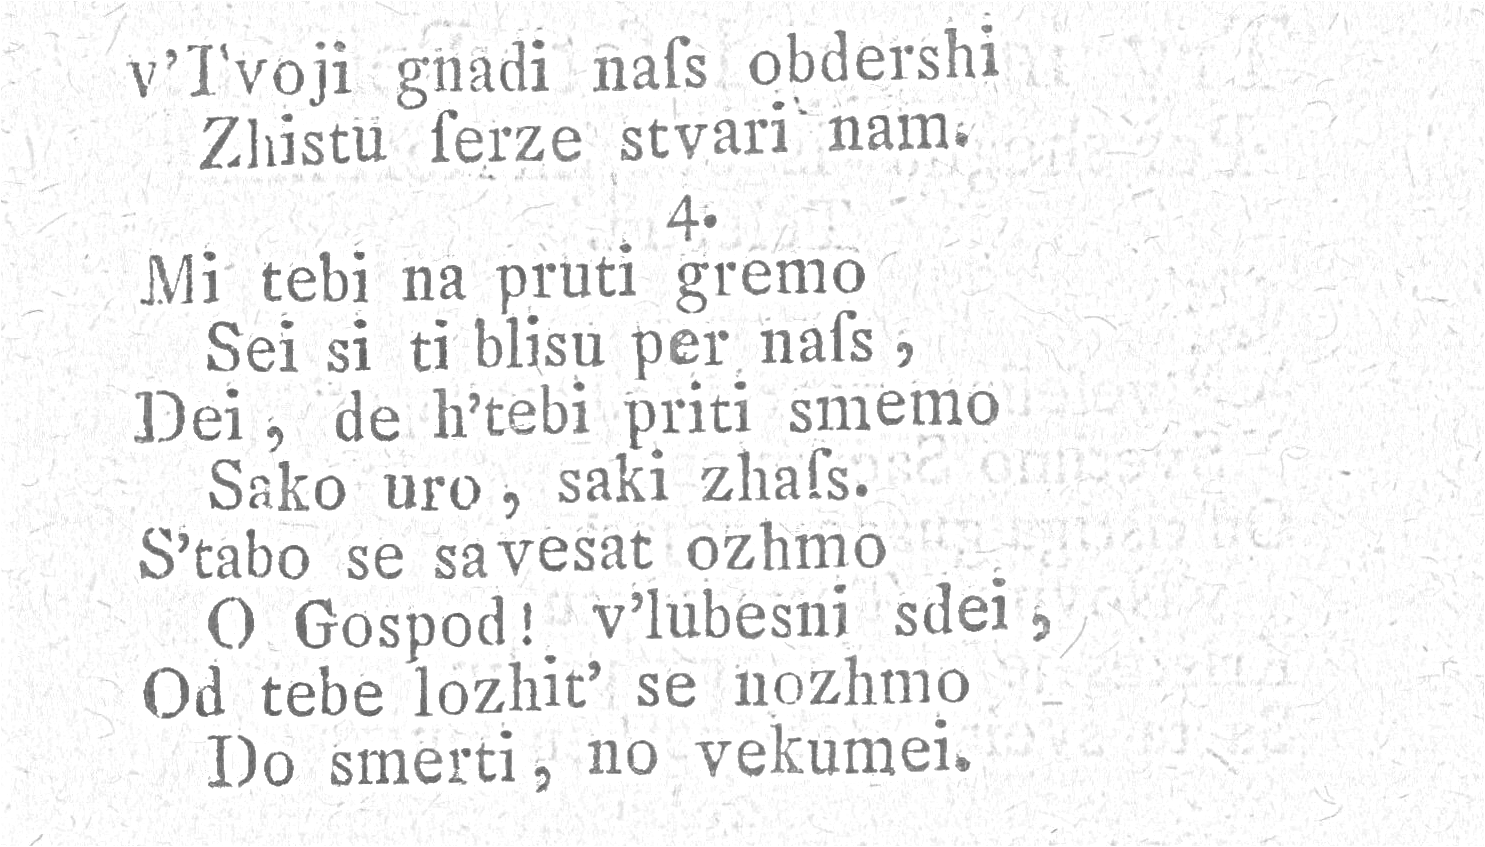 v’Tvoji gnadi naſs obdershi
Zhistu ſerze stvari nam.
4.
Mi tebi na pruti gremo
Sei si ti blisu per naſs,
Dei, de h’tebi priti smemo
Sako uro, saki zhaſs.
S’tabo se savesat ozhmo
O Gospod! v’lubesni sdei,
Od tebe lozhit’ se nozhmo
Do smerti, no vekumei.